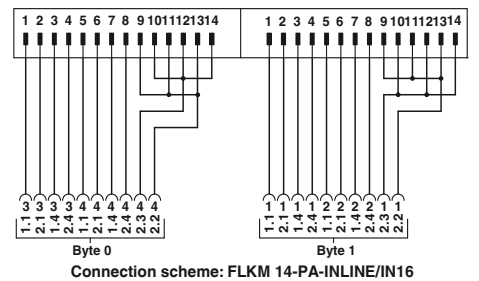 1 2 3 4 5 6 7 8 9 10 11 12 13 14
1 2 3 4 5 6 7 8 9 10 11 12 13 14
3 3 3 3 4 4 4 4 4 4
1.1 2.1 1.4 2.4 1.1 2.1 1.4 2.4 2.3 2.2
Byte 0
1 1 1 1 2 2 2 2 1 1
1.1 2.1 1.4 2.4 1.1 2.1 1.4 2.4 2.3 2.2
Byte 1
Connection scheme: FLKM 14-PA-INLINE/IN16